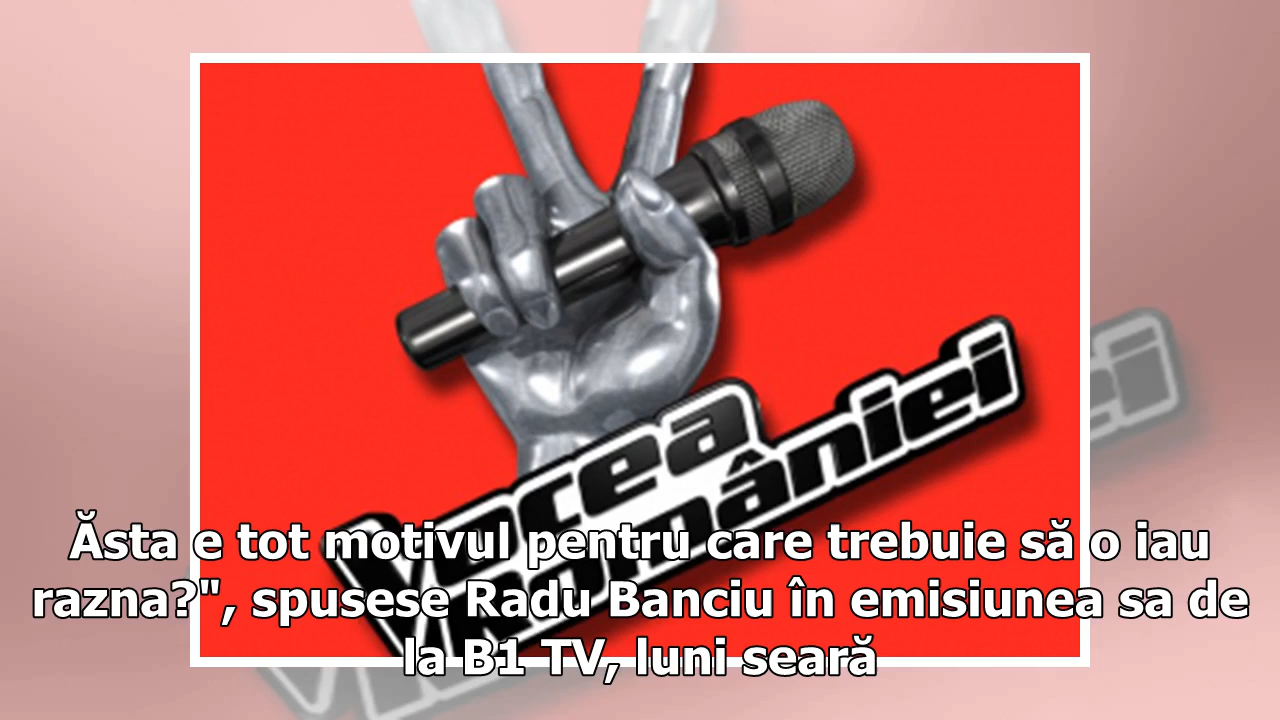 Vocea
României
Ăsta e tot motivul pentru care trebuie să o iau
razna?", spusese Radu Banciu în emisiunea sa de
la B1 TV, luni seară